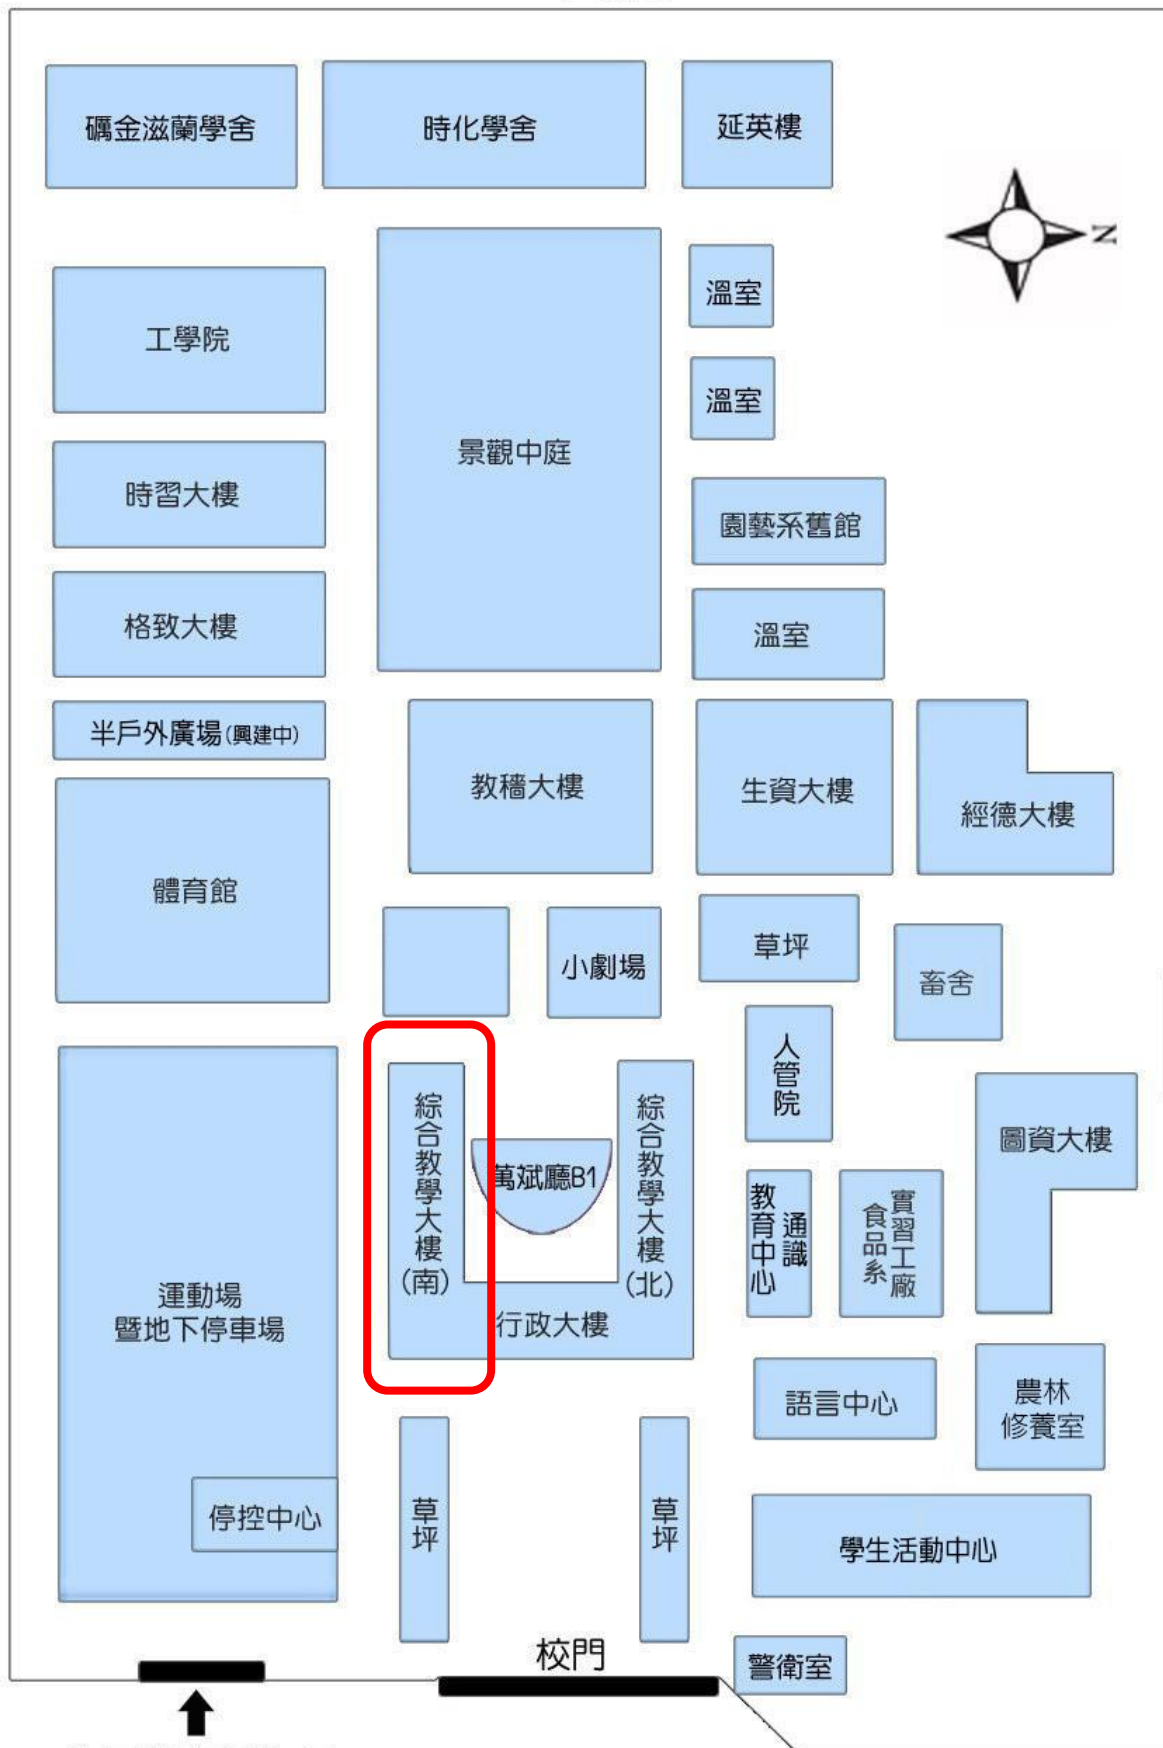 礪金滋蘭學舍
時化學舍
延英樓
N
溫室
工學院
溫室
景觀中庭
時習大樓
園藝系舊館
格致大樓
溫室
半戶外廣場(興建中)
教穡大樓
生資大樓
經德大樓
體育館
小劇場
草坪
畜舍
人管院
綜合教學大樓(南)
萬斌廳B1
綜合教學大樓(北)
圖資大樓
通識
教育中心
食品系
實習工廠
運動場
暨地下停車場
行政大樓
語言中心
農林
修養室
停控中心
草坪
草坪
學生活動中心
校門
警衛室